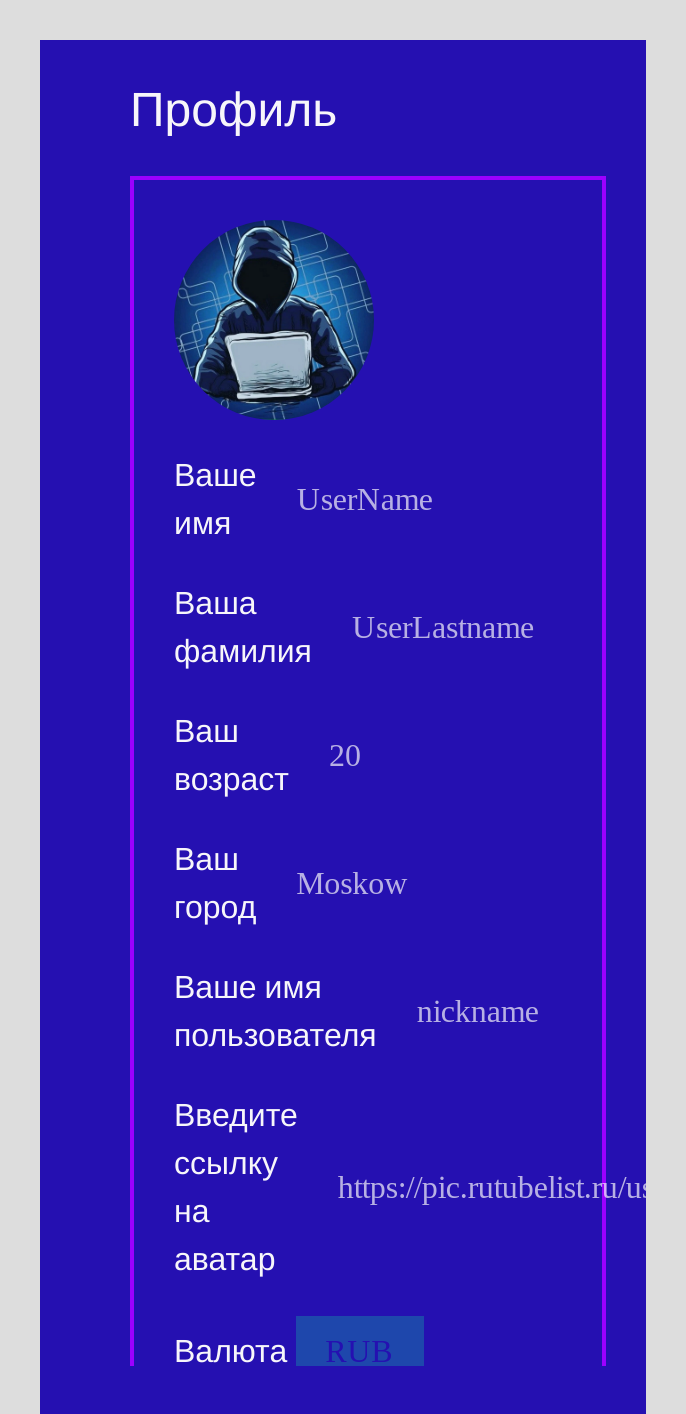 Профиль
Ваше
имя
UserName
Ваша
фамилия
UserLastname
Ваш
возраст
20
Ваш
город
Moskow
Ваше имя
пользователя
nickname
Введите
ссылку
на
аватар
https://pic.rutubelist.ru/us
Валюта RUB